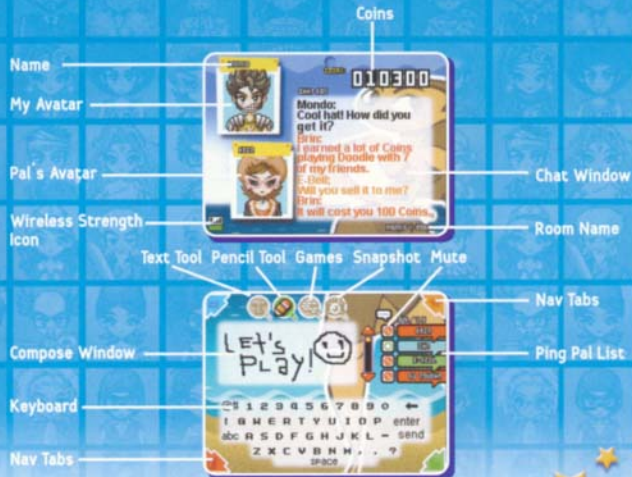 Coins
Name
010300
My Avatar
Mondo:
Cool hat! How did you
get it?
Brin:
I earned a lot of Coins
playing Doodle with 7
of my friends.
E-Bell:
Will you sell it to me?
Brin:
It will cost you 100 Coins.
Pal's Avatar
Chat Window
Wireless Strength
Icon
Room Name
Text Tool Pencil Tool Games Snapshot Mute
Nav Tabs
LET'S
PLay!
Compose Window
Ping Pal List
Keyboard
1 2 3 4 5 6 7 8 9 0 ←
Q W E R T Y U I O P enter
abc A S D F G H J K L - send
Z X C V B N M , . ?
SPACE
Nav Tabs